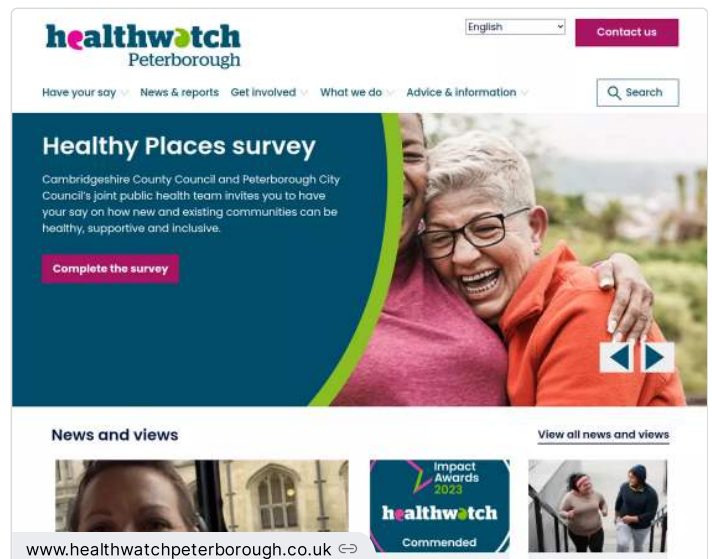 healthwatch
Peterborough
English
Contact us
Have your say
News & reports
Get involved
What we do
Advice & information
Search
Healthy Places survey
Cambridgeshire County Council and Peterborough City
Council's joint public health team invites you to have
your say on how new and existing communities can be
healthy, supportive and inclusive.
Complete the survey
News and views
View all news and views
Impact
Awards
2023
healthwatch
Commended
www.healthwatchpeterborough.co.uk